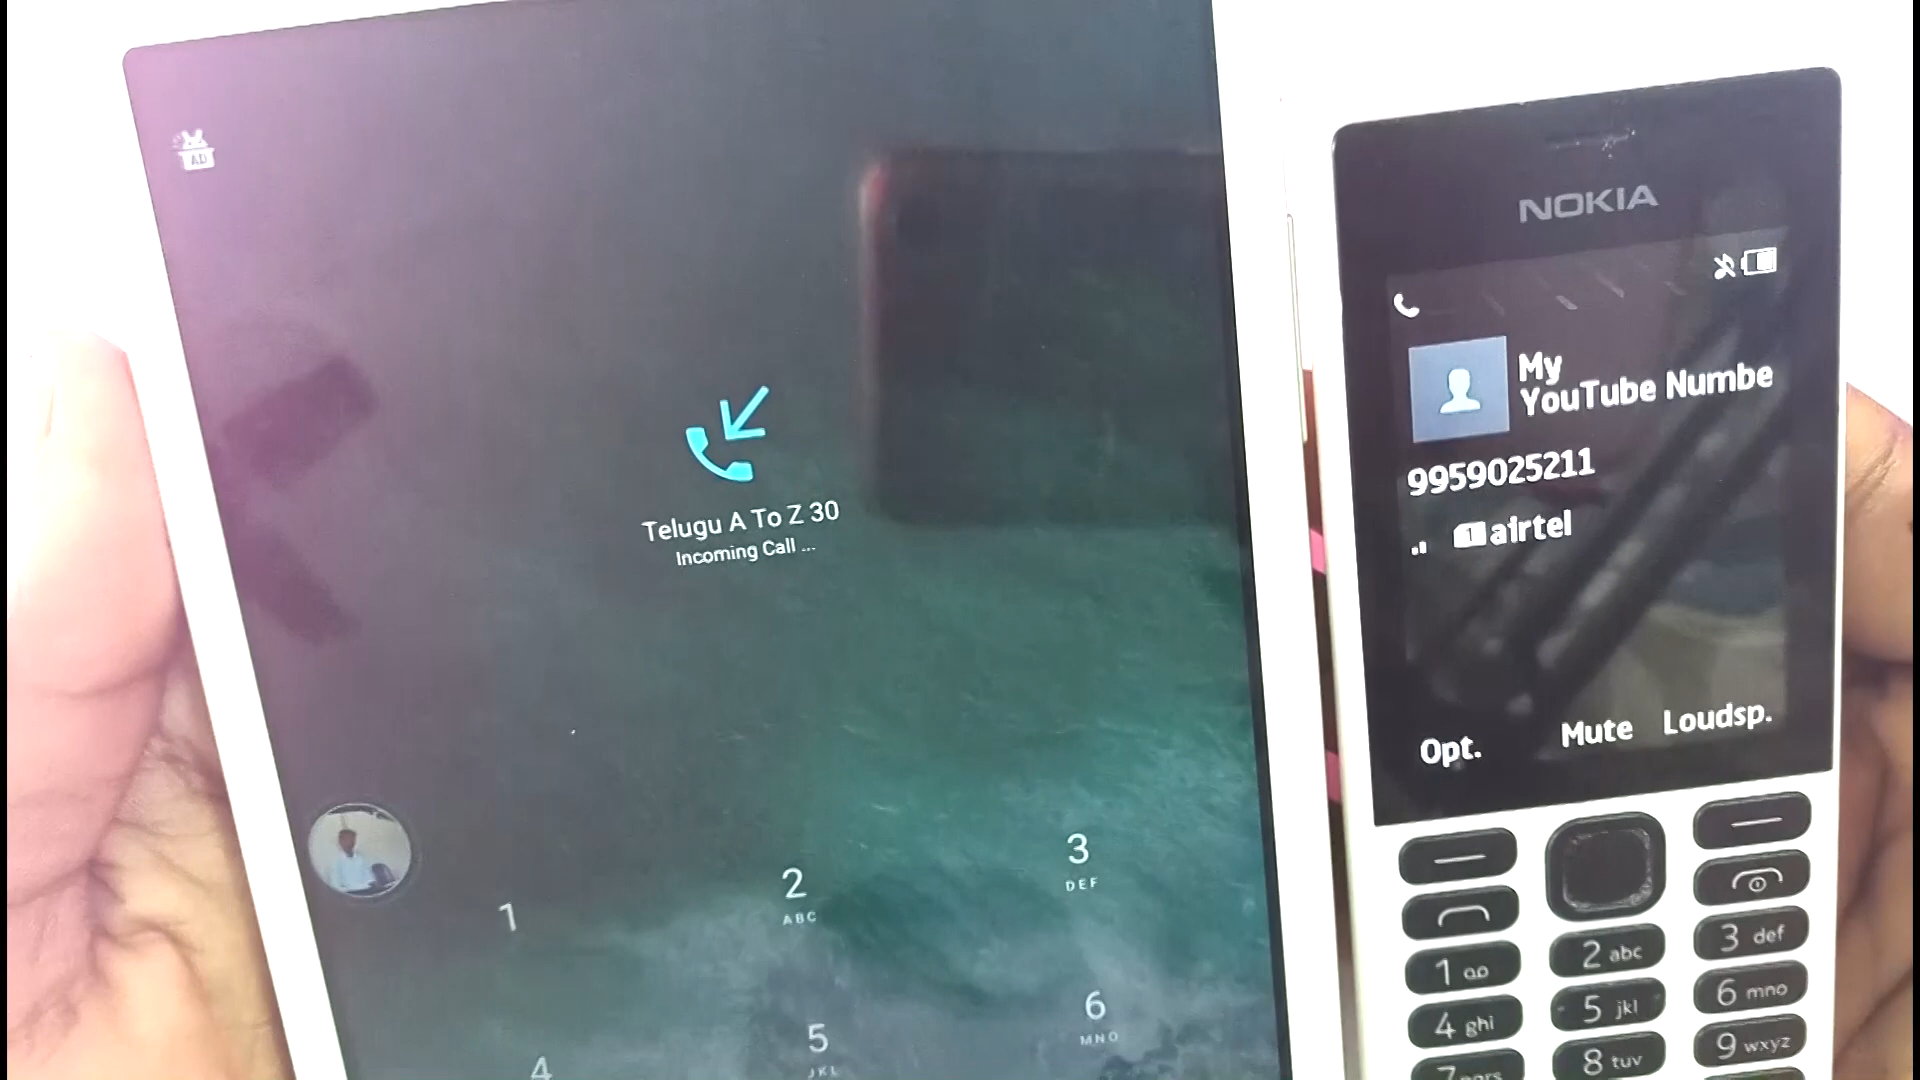 AD
Telugu A To Z 30
Incoming Call ...
1
2
ABC
3
DEF
4
5
JKL
6
MNO
NOKIA
My
YouTube Numbe
9959025211
1 airtel
Opt. Mute Loudsp.
1
2 abc
3 def
4 ghi
5 jkl
6 mno
7 pqrs
8 tuv
9 wxyz